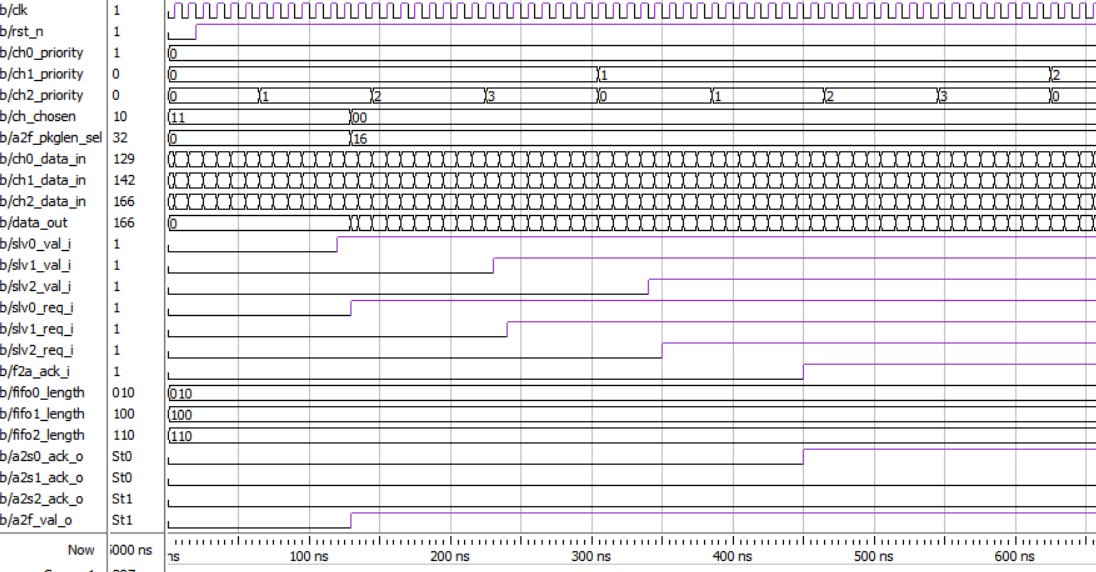 b/clk 1
b/rst_n 1
b/ch0_priority 1 0
b/ch1_priority 0 0 1 2
b/ch2_priority 0 0 1 2 3 0 1 2 3 0
b/ch_chosen 10 11 00
b/a2f_pkglen_sel 32 0 16
b/ch0_data_in 129
b/ch1_data_in 142
b/ch2_data_in 166
b/data_out 166 0
b/slv0_val_i 1
b/slv1_val_i 1
b/slv2_val_i 1
b/slv0_req_i 1
b/slv1_req_i 1
b/slv2_req_i 1
b/f2a_ack_i 1
b/fifo0_length 010 010
b/fifo1_length 100 100
b/fifo2_length 110 110
b/a2s0_ack_o St0
b/a2s1_ack_o St0
b/a2s2_ack_o St1
b/a2f_val_o St1
Now 000 ns ns 100 ns 200 ns 300 ns 400 ns 500 ns 600 ns